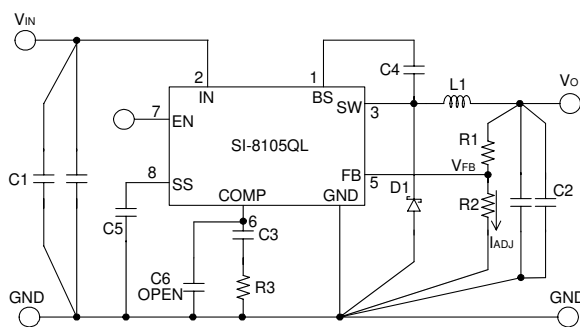 VIN
VO
L1
C4
1
2
BS
IN
SW
3
7
EN
R1
SI-8105QL
8
FB
VFB
C1
SS
5
D1
R2
C2
COMP
GND
C5
6
C3
IADJ
C6
OPEN
R3
GND
GND